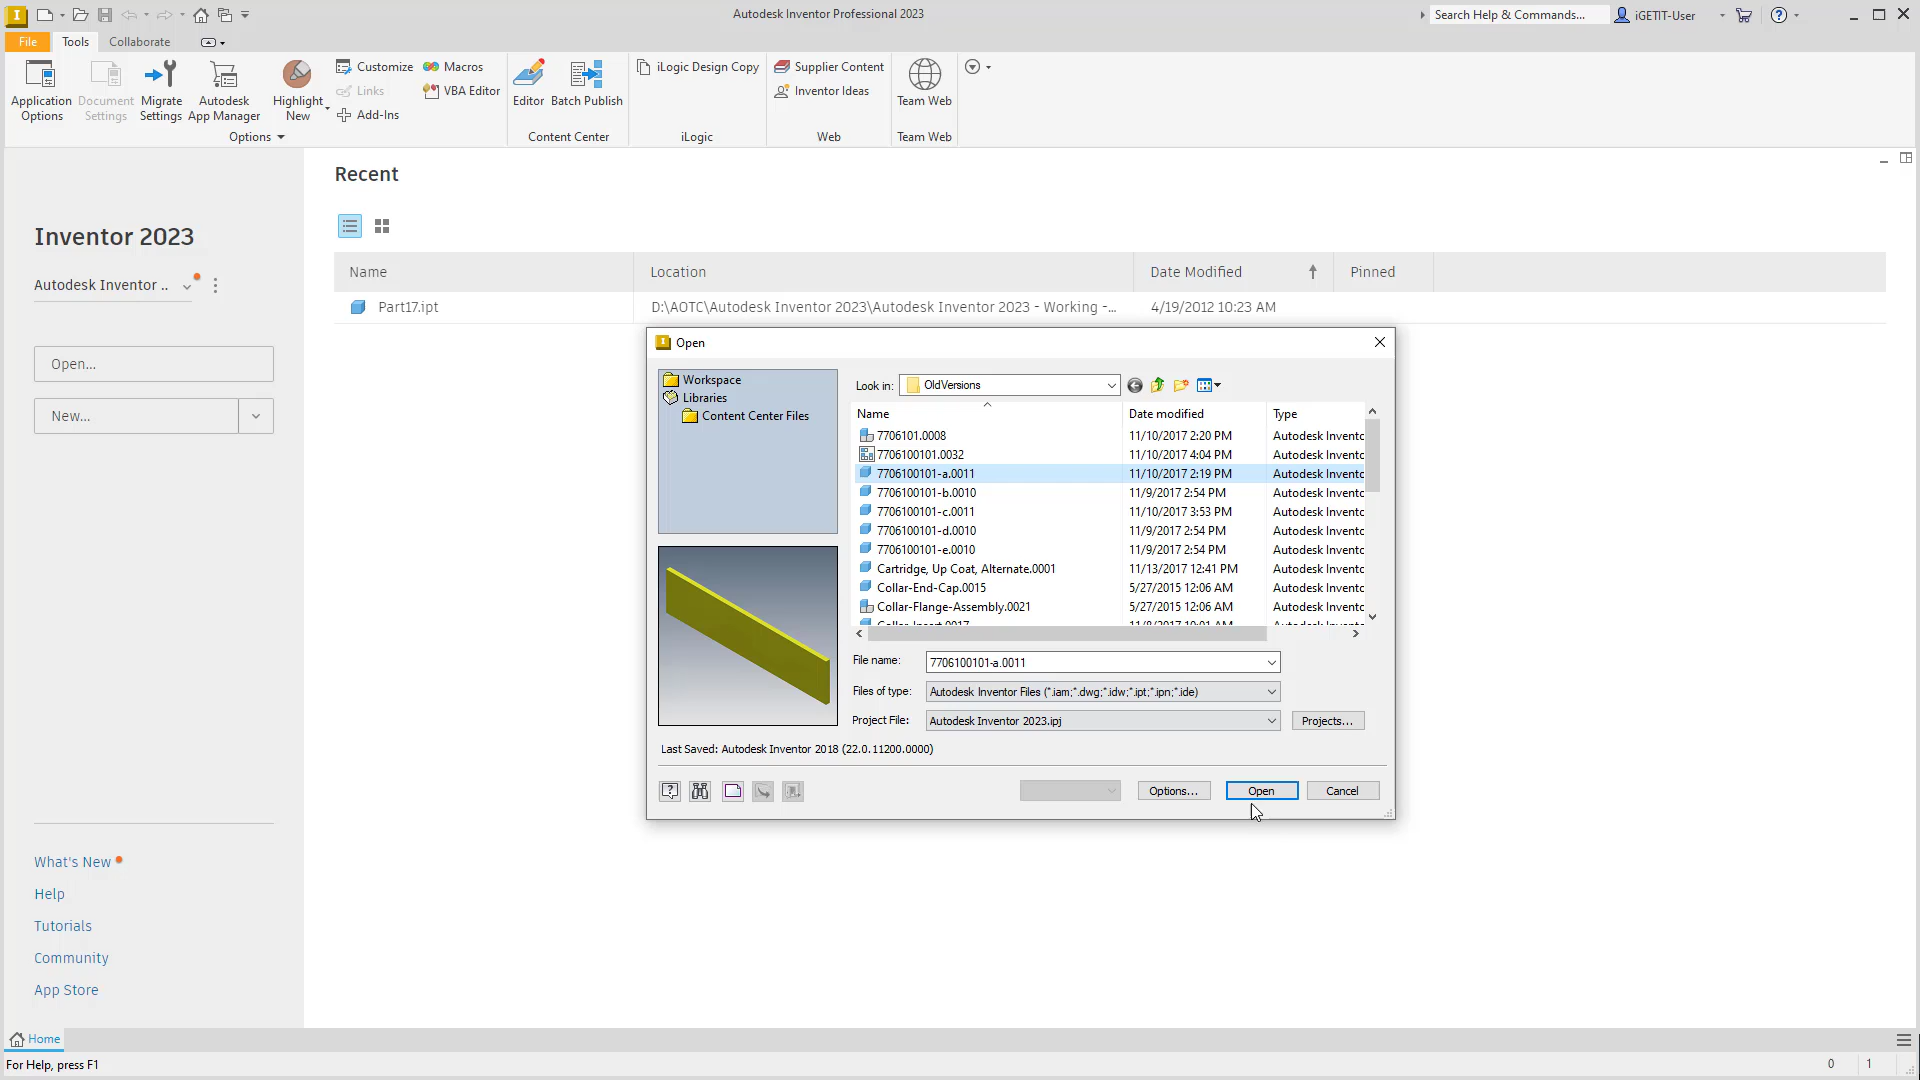 Autodesk Inventor Professional 2023
Search Help & Commands...
iGETIT-User
File
Tools
Collaborate
Application Options
Document Settings
Migrate Settings
Autodesk App Manager
Highlight New
Customize
Links
Add-Ins
Macros
VBA Editor
Options
Editor
Batch Publish
Content Center
iLogic Design Copy
iLogic
Supplier Content
Inventor Ideas
Web
Team Web
Team Web
Inventor 2023
Autodesk Inventor ..
Open...
New...
What's New
Help
Tutorials
Community
App Store
Recent
Name Location Date Modified Pinned
Part17.ipt D:\AOTC\Autodesk Inventor 2023\Autodesk Inventor 2023 - Working -... 4/19/2012 10:23 AM
Open
Workspace
Libraries
Content Center Files
Look in: OldVersions
Name Date modified Type
7706101.0008 11/10/2017 2:20 PM Autodesk Invento
7706100101.0032 11/10/2017 4:04 PM Autodesk Invento
7706100101-a.0011 11/10/2017 2:19 PM Autodesk Invento
7706100101-b.0010 11/9/2017 2:54 PM Autodesk Invento
7706100101-c.0011 11/10/2017 3:53 PM Autodesk Invento
7706100101-d.0010 11/9/2017 2:54 PM Autodesk Invento
7706100101-e.0010 11/9/2017 2:54 PM Autodesk Invento
Cartridge, Up Coat, Alternate.0001 11/13/2017 12:41 PM Autodesk Invento
Collar-End-Cap.0015 5/27/2015 12:06 AM Autodesk Invento
Collar-Flange-Assembly.0021 5/27/2015 12:06 AM Autodesk Invento
File name: 7706100101-a.0011
Files of type: Autodesk Inventor Files (*.iam;*.dwg;*.idw;*.ipt;*.ipn;*.ide)
Project File: Autodesk Inventor 2023.ipj Projects...
Last Saved: Autodesk Inventor 2018 (22.0.11200.0000)
Options... Open Cancel
Home
For Help, press F1
0 1